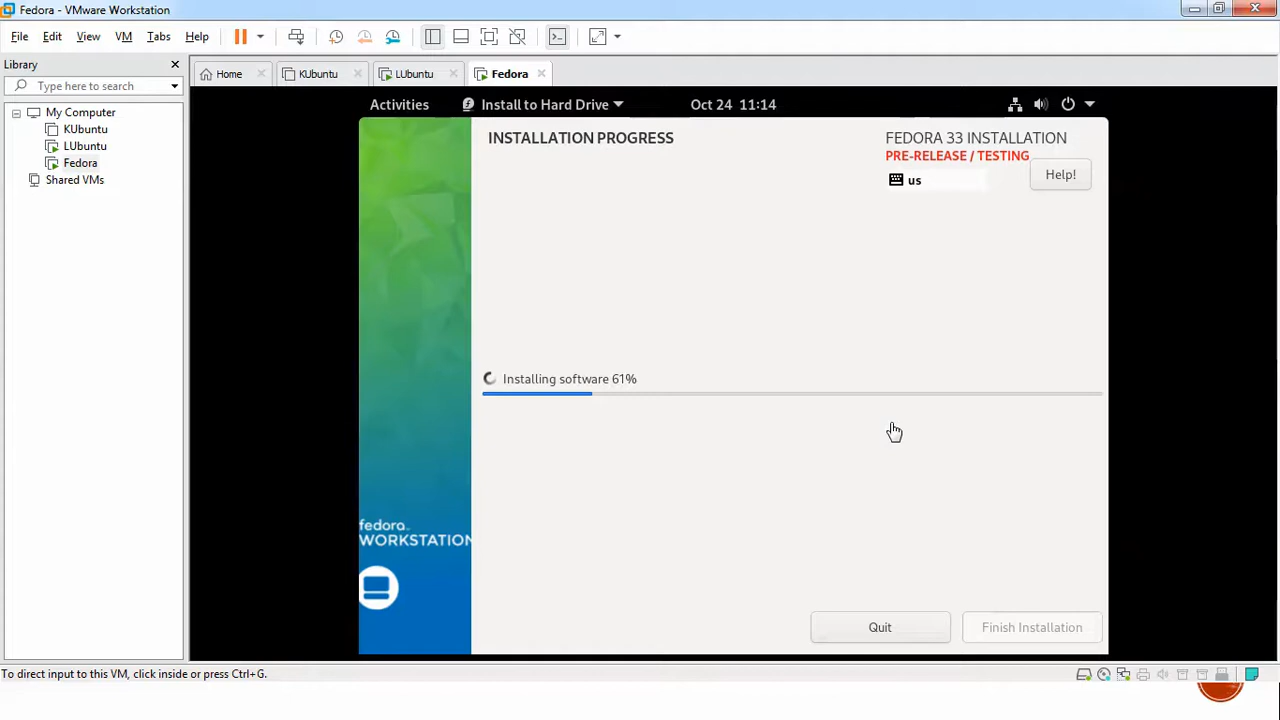 Fedora - VMware Workstation
File Edit View VM Tabs Help
Library
Type here to search
My Computer
KUbuntu
LUbuntu
Fedora
Shared VMs
Home KUbuntu LUbuntu Fedora
Activities Install to Hard Drive Oct 24 11:14
INSTALLATION PROGRESS
FEDORA 33 INSTALLATION
PRE-RELEASE / TESTING
us
Help!
Installing software 61%
fedora
WORKSTATION
Quit
Finish Installation
To direct input to this VM, click inside or press Ctrl+G.